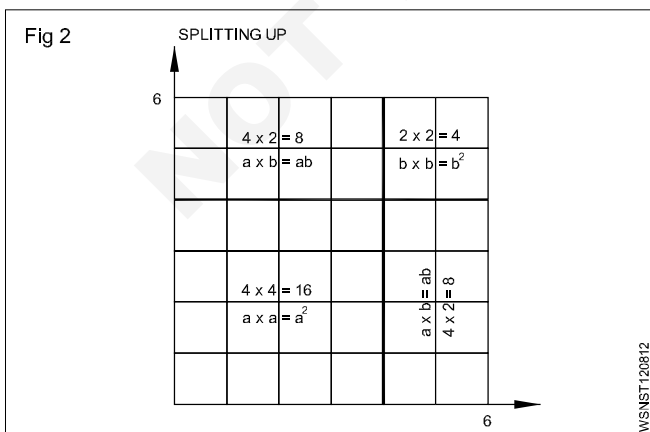 Fig 2
SPLITTING UP
6
4 x 2 = 8
a x b = ab
2 x 2 = 4
b x b = b²
4 x 4 = 16
a x a = a²
a x b = ab
4 x 2 = 8
6
WSNST120812
NOT